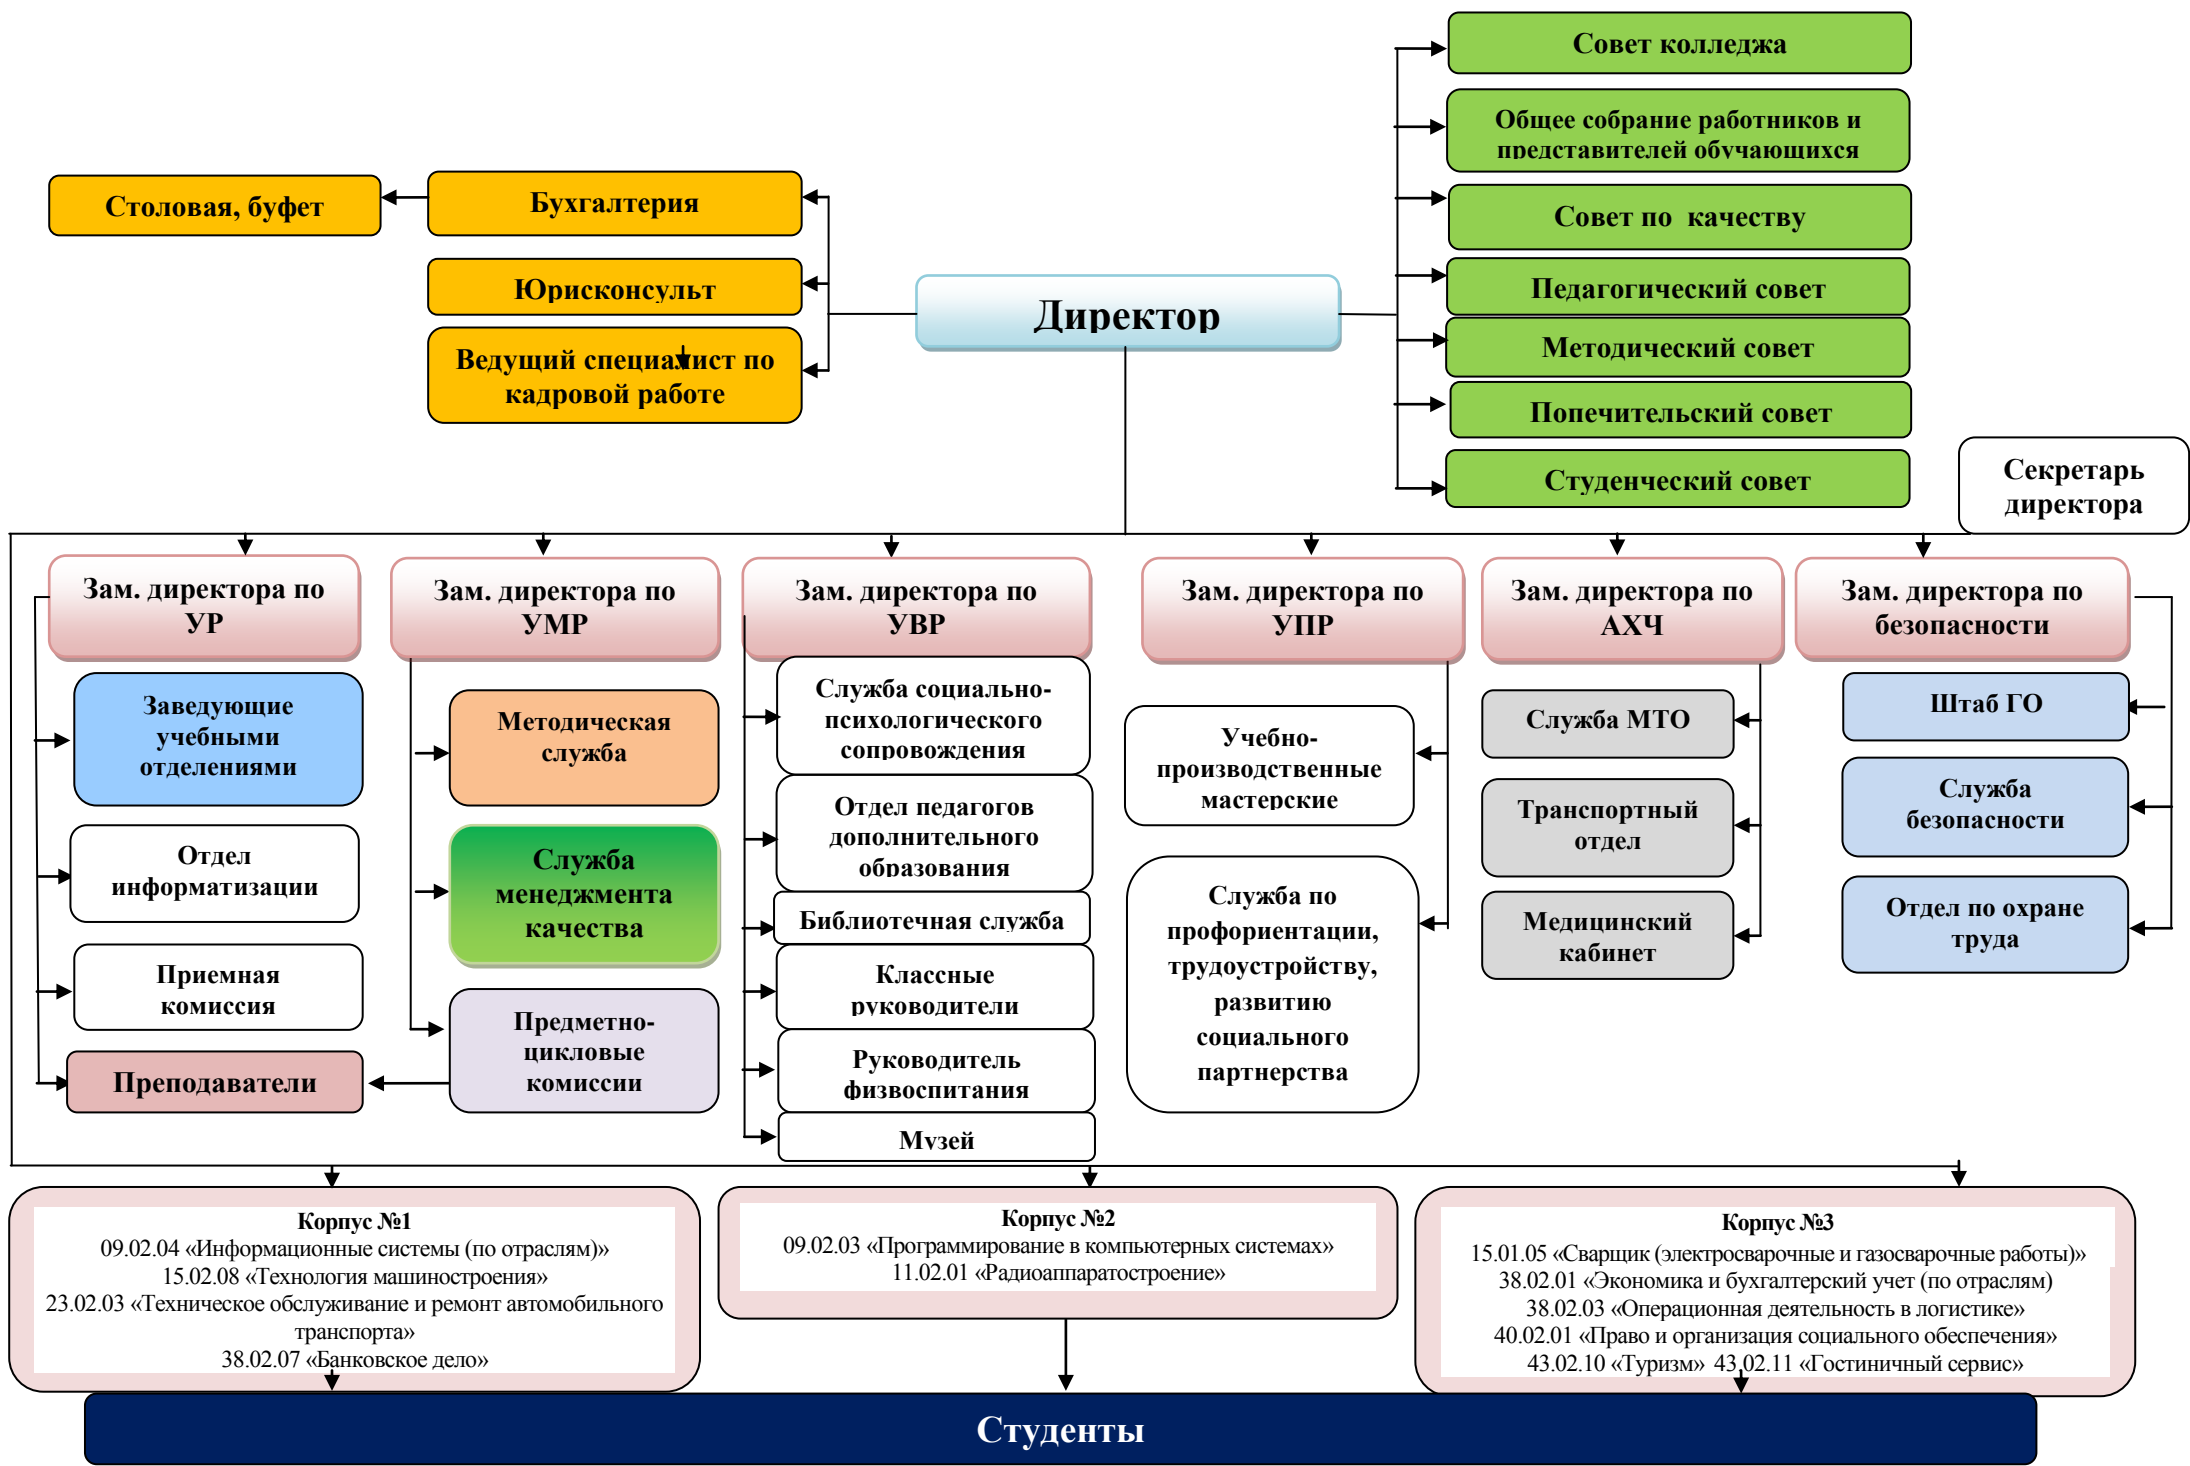 Совет колледжа
Общее собрание работников и
представителей обучающихся
Столовая, буфет
Бухгалтерия
Совет по качеству
Юрисконсульт
Директор
Педагогический совет
Ведущий специалист по
кадровой работе
Методический совет
Попечительский совет
Студенческий совет
Секретарь
директора
Зам. директора по
УР
Зам. директора по
УМР
Зам. директора по
УВР
Зам. директора по
УПР
Зам. директора по
АХЧ
Зам. директора по
безопасности
Заведующие
учебными
отделениями
Отдел
информатизации
Приемная
комиссия
Преподаватели
Методическая
служба
Служба
менеджмента
качества
Предметно-
цикловые
комиссии
Служба социально-
психологического
сопровождения
Отдел педагогов
дополнительного
образования
Библиотечная служба
Классные
руководители
Руководитель
физвоспитания
Музей
Учебно-
производственные
мастерские
Служба по
профориентации,
трудоустройству,
развитию
социального
партнерства
Служба МТО
Транспортный
отдел
Медицинский
кабинет
Штаб ГО
Служба
безопасности
Отдел по охране
труда
Корпус №1
09.02.04 «Информационные системы (по отраслям)»
15.02.08 «Технология машиностроения»
23.02.03 «Техническое обслуживание и ремонт автомобильного
транспорта»
38.02.07 «Банковское дело»
Корпус №2
09.02.03 «Программирование в компьютерных системах»
11.02.01 «Радиоаппаратостроение»
Корпус №3
15.01.05 «Сварщик (электросварочные и газосварочные работы)»
38.02.01 «Экономика и бухгалтерский учет (по отраслям)
38.02.03 «Операционная деятельность в логистике»
40.02.01 «Право и организация социального обеспечения»
43.02.10 «Туризм» 43.02.11 «Гостиничный сервис»
Студенты